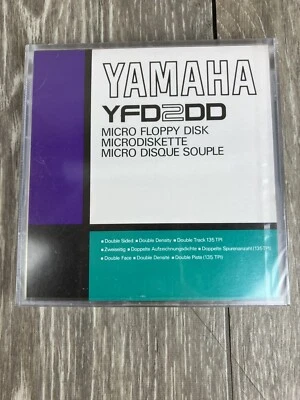 YAMAHA
YFD2DD
MICRO FLOPPY DISK
MICRODISKETTE
MICRO DISQUE SOUPLE
● Double Sided ● Double Density ● Double Track 135 TPI
● Zweiseitig ● Doppelte Aufzeichnungsdichte ● Doppelte Spurenanzahl (135 TPI)
● Double Face ● Double Densité ● Double Piste (135 TPI)